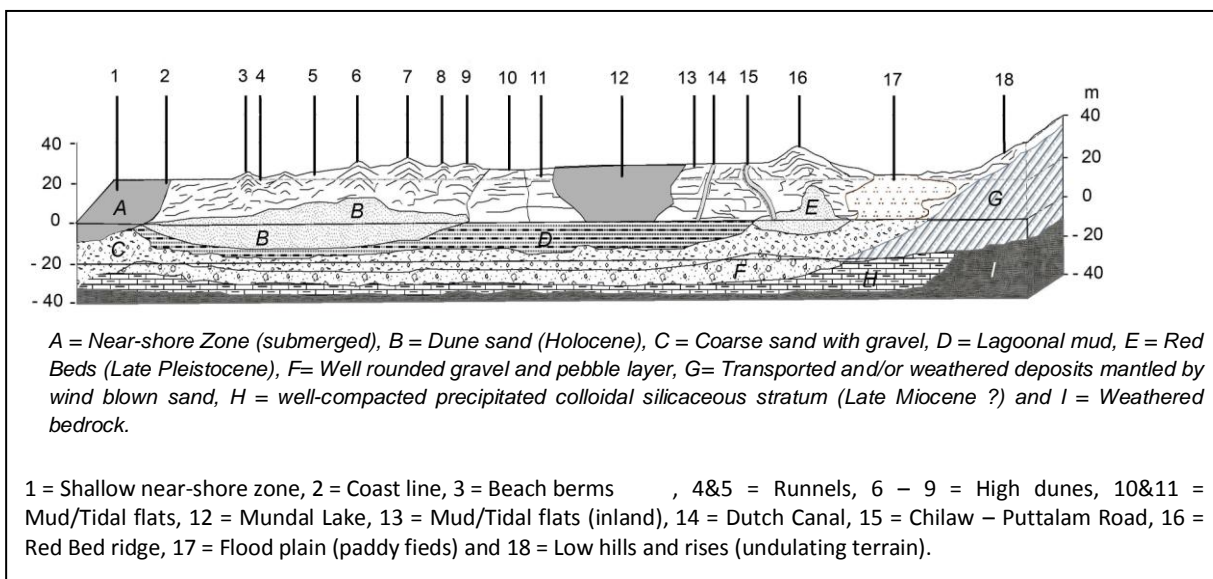 1 2 3 4 5 6 7 8 9 10 11 12 13 14 15 16 17 18
m
40 40
20 20
A B E 0 G
0
C B D
- 20 - 20
F H I
- 40 - 40
A = Near-shore Zone (submerged), B = Dune sand (Holocene), C = Coarse sand with gravel, D = Lagoonal mud, E = Red
Beds (Late Pleistocene), F= Well rounded gravel and pebble layer, G= Transported and/or weathered deposits mantled by
wind blown sand, H = well-compacted precipitated colloidal silicaceous stratum (Late Miocene ?) and I = Weathered
bedrock.
1 = Shallow near-shore zone, 2 = Coast line, 3 = Beach berms , 4&5 = Runnels, 6 – 9 = High dunes, 10&11 =
Mud/Tidal flats, 12 = Mundal Lake, 13 = Mud/Tidal flats (inland), 14 = Dutch Canal, 15 = Chilaw – Puttalam Road, 16 =
Red Bed ridge, 17 = Flood plain (paddy fieds) and 18 = Low hills and rises (undulating terrain).